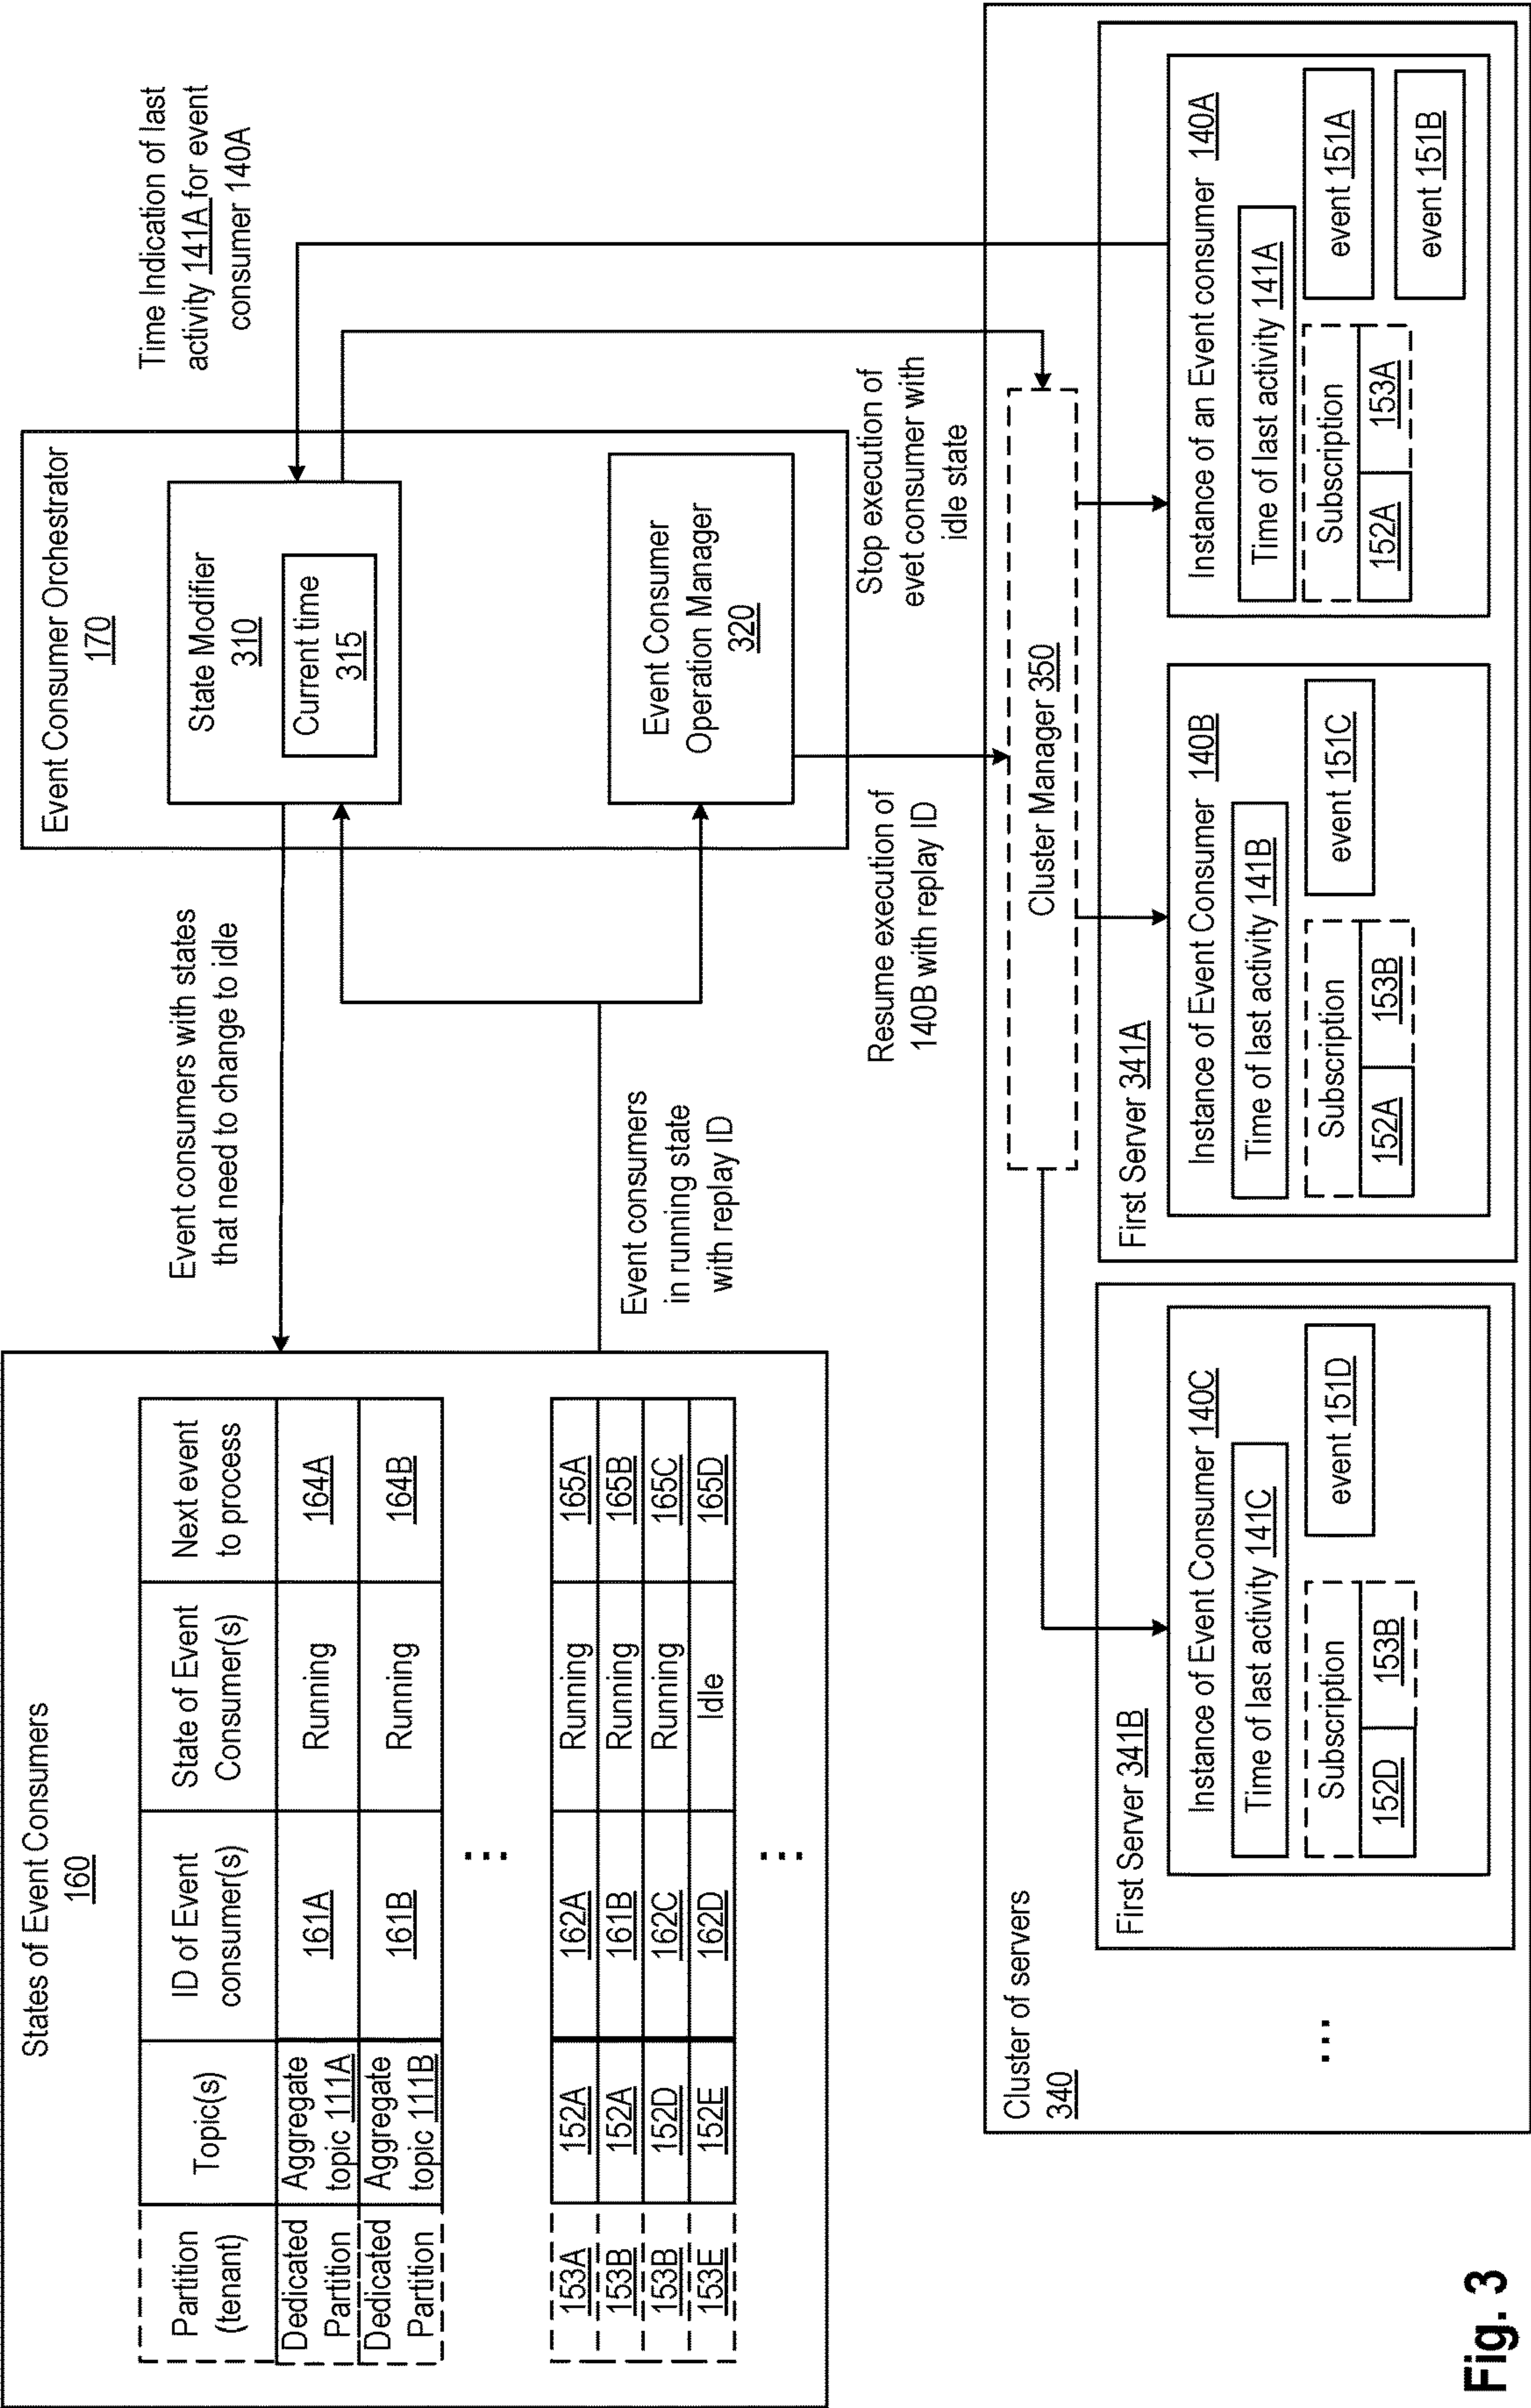 States of Event Consumers
160
Partition
(tenant)
Topic(s)
ID of Event
consumer(s)
State of Event
Consumer(s)
Next event
to process
Dedicated
Partition
Aggregate
topic 111A
161A
Running
164A
Dedicated
Partition
Aggregate
topic 111B
161B
Running
164B
...
153A
152A
162A
Running
165A
153B
152A
161B
Running
165B
153B
152D
162C
Running
165C
153E
152E
162D
Idle
165D
...
Event consumers with states
that need to change to idle
Event consumers
in running state
with replay ID
Event Consumer Orchestrator
170
State Modifier
310
Current time
315
Event Consumer
Operation Manager
320
Time Indication of last
activity 141A for event
consumer 140A
Resume execution of
140B with replay ID
Stop execution of
evet consumer with
idle state
Cluster of servers
340
Cluster Manager 350
...
First Server 341B
Instance of Event Consumer 140C
Time of last activity 141C
Subscription
152D
153B
event 151D
First Server 341A
Instance of Event Consumer 140B
Time of last activity 141B
Subscription
152A
153B
event 151C
Instance of an Event consumer 140A
Time of last activity 141A
Subscription
152A
153A
event 151A
event 151B
Fig. 3